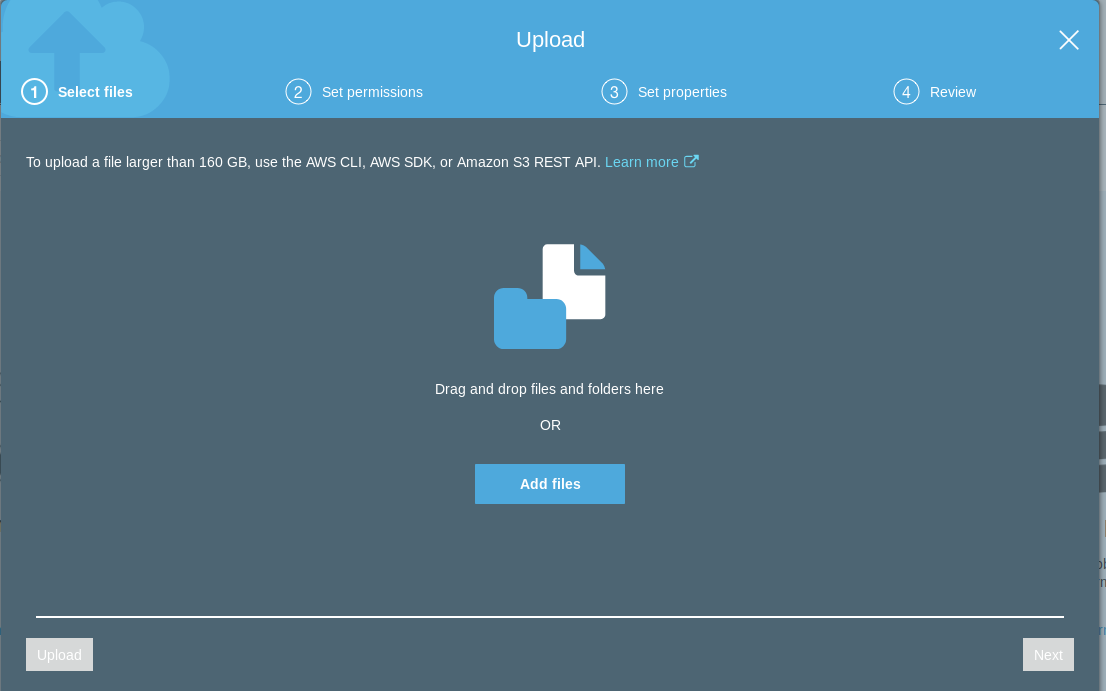 Upload
1 Select files
2 Set permissions
3 Set properties
4 Review
To upload a file larger than 160 GB, use the AWS CLI, AWS SDK, or Amazon S3 REST API. Learn more
Drag and drop files and folders here
OR
Add files
Upload
Next